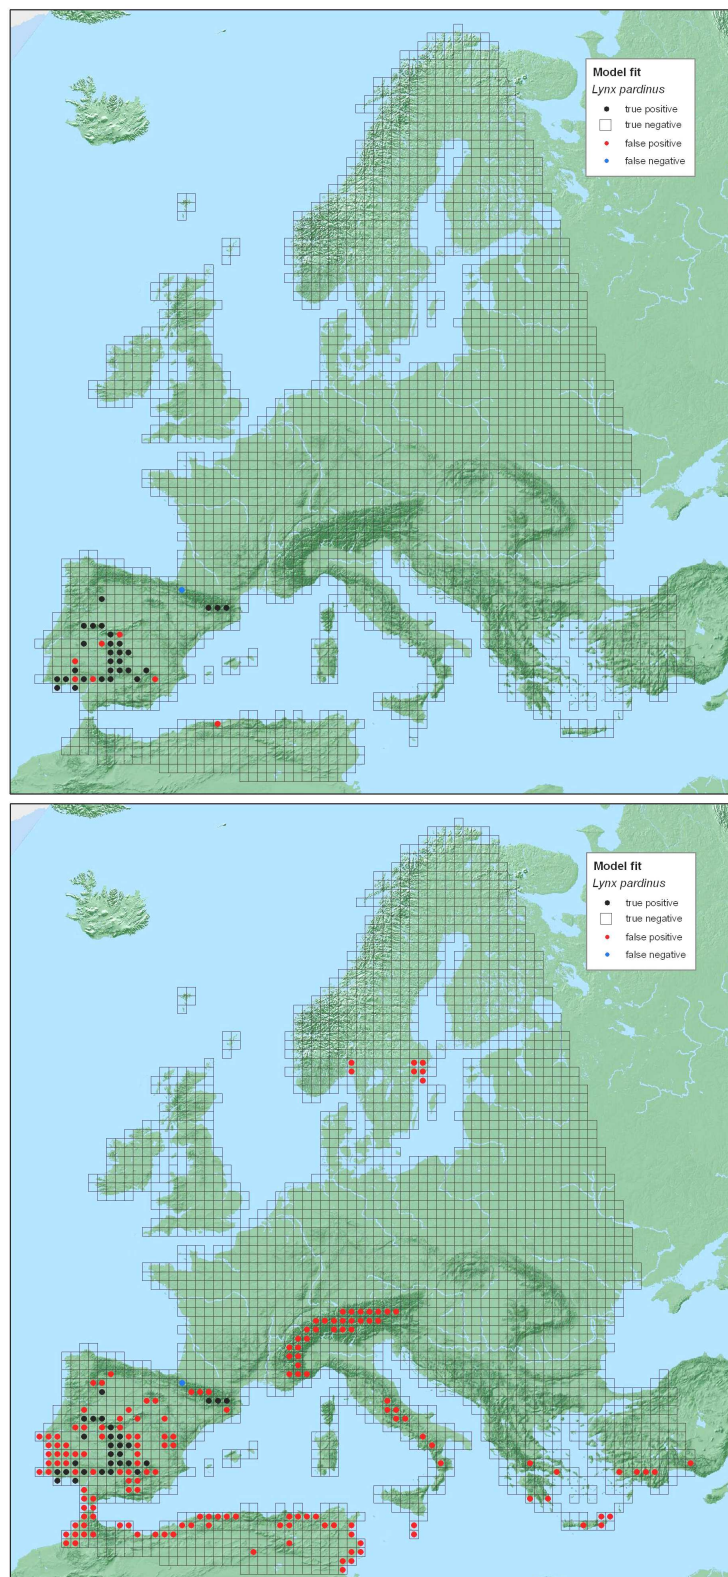 Model fit
Lynx pardinus
true positive
true negative
false positive
false negative
Model fit
Lynx pardinus
true positive
true negative
false positive
false negative